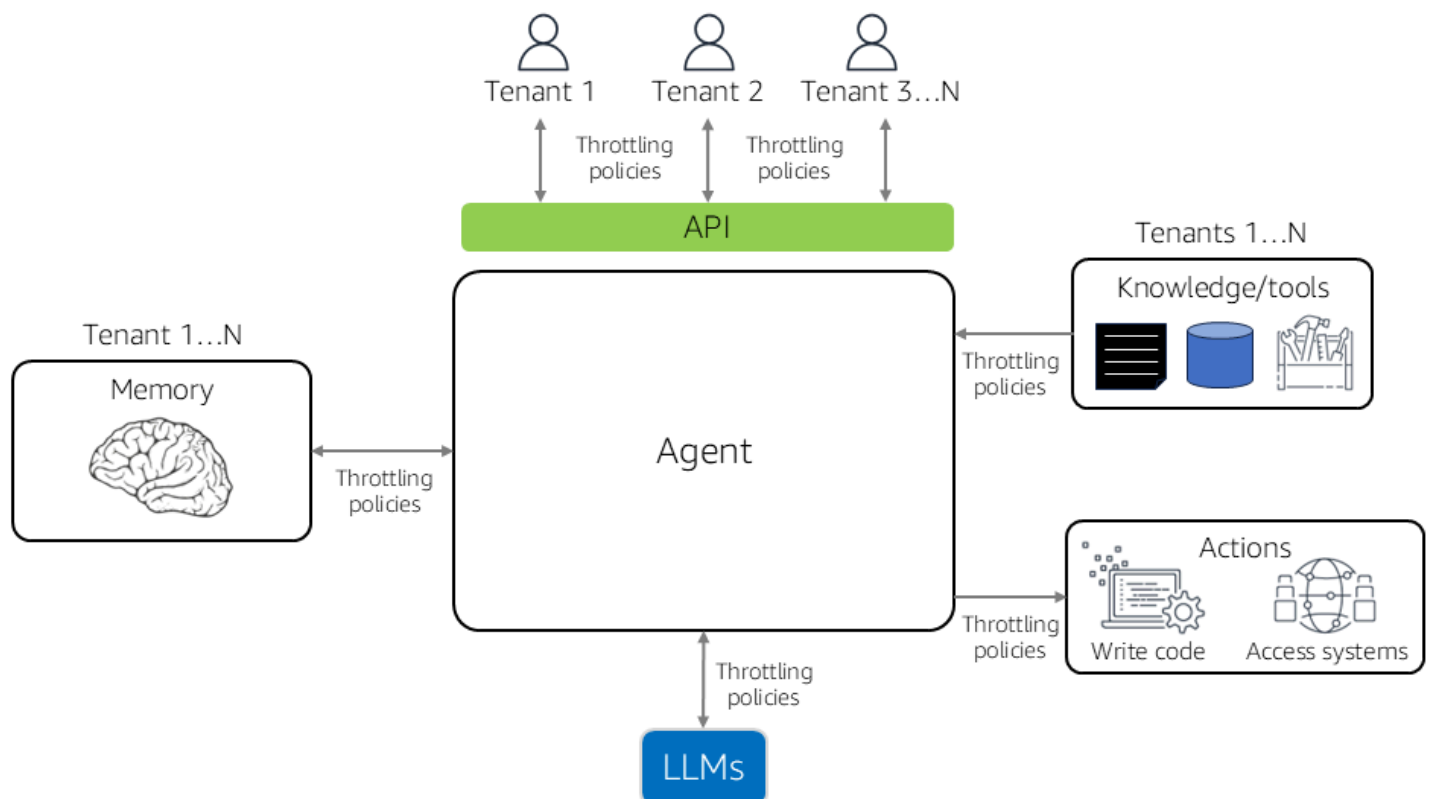 Tenant 1
Tenant 2
Tenant 3...N
Throttling
policies
Throttling
policies
API
Tenants 1...N
Knowledge/tools
Throttling
policies
Tenant 1...N
Memory
Throttling
policies
Agent
Actions
Write code
Access systems
Throttling
policies
Throttling
policies
LLMs